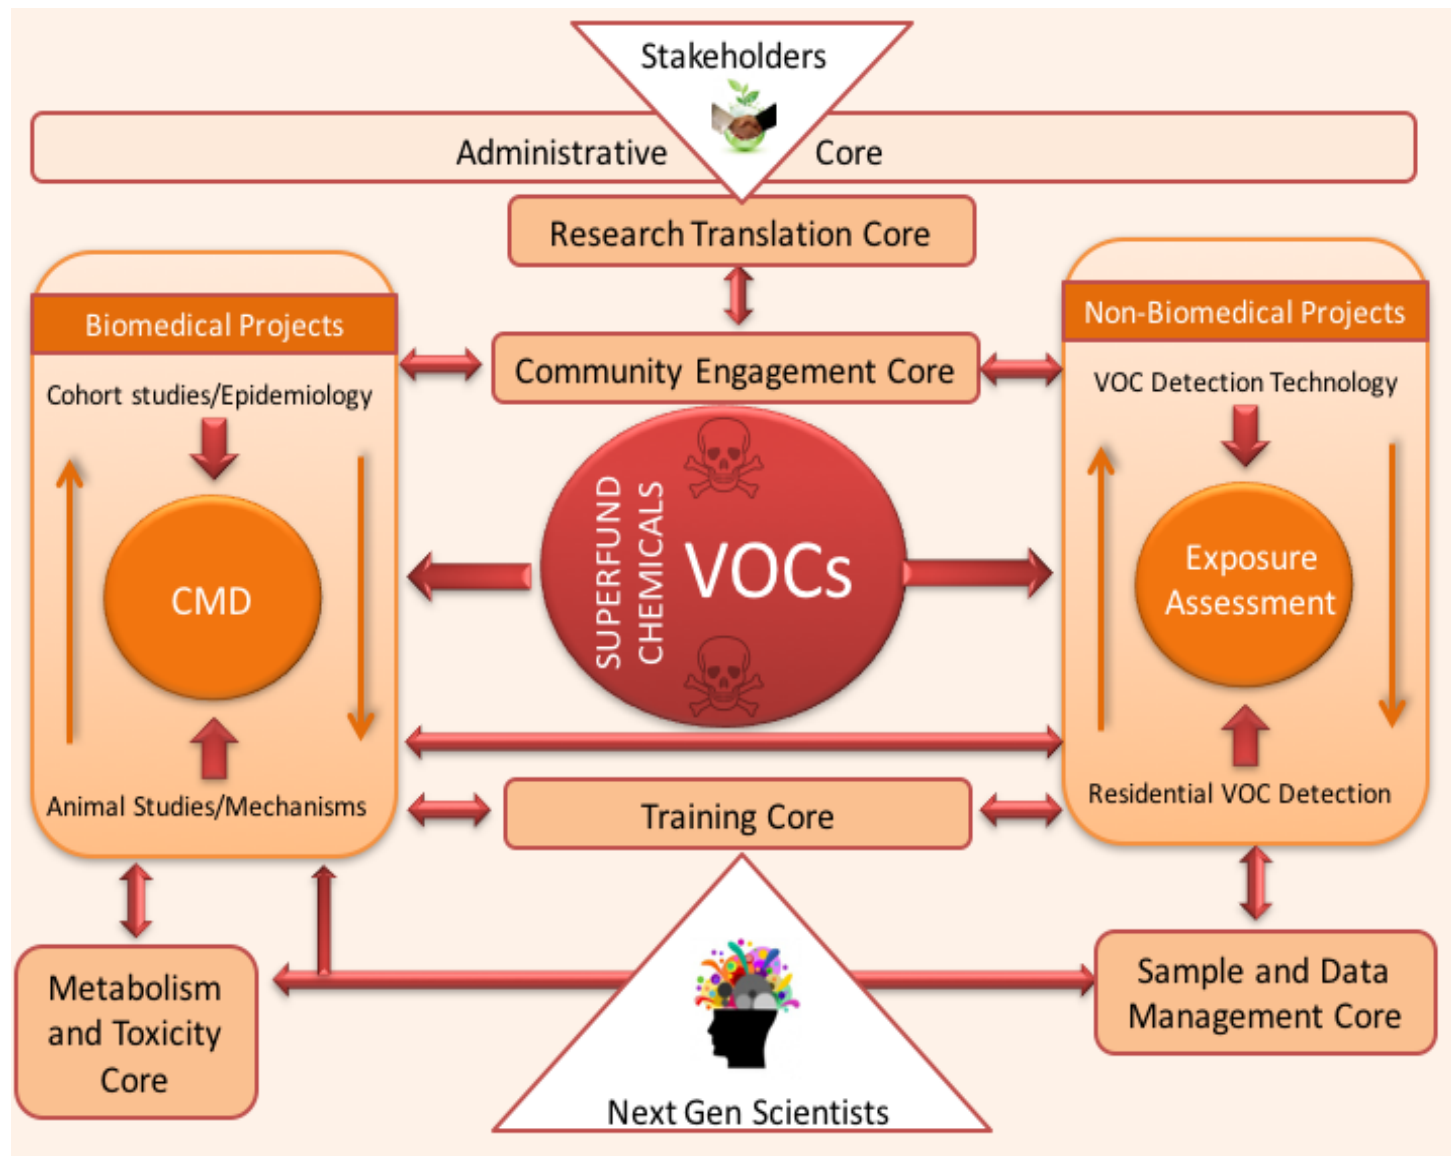 Stakeholders
Administrative Core
Research Translation Core
Biomedical Projects
Non-Biomedical Projects
Community Engagement Core
Cohort studies/Epidemiology
VOC Detection Technology
SUPERFUND
CHEMICALS
VOCs
CMD
Exposure
Assessment
Animal Studies/Mechanisms
Training Core
Residential VOC Detection
Metabolism
and Toxicity
Core
Sample and Data
Management Core
Next Gen Scientists